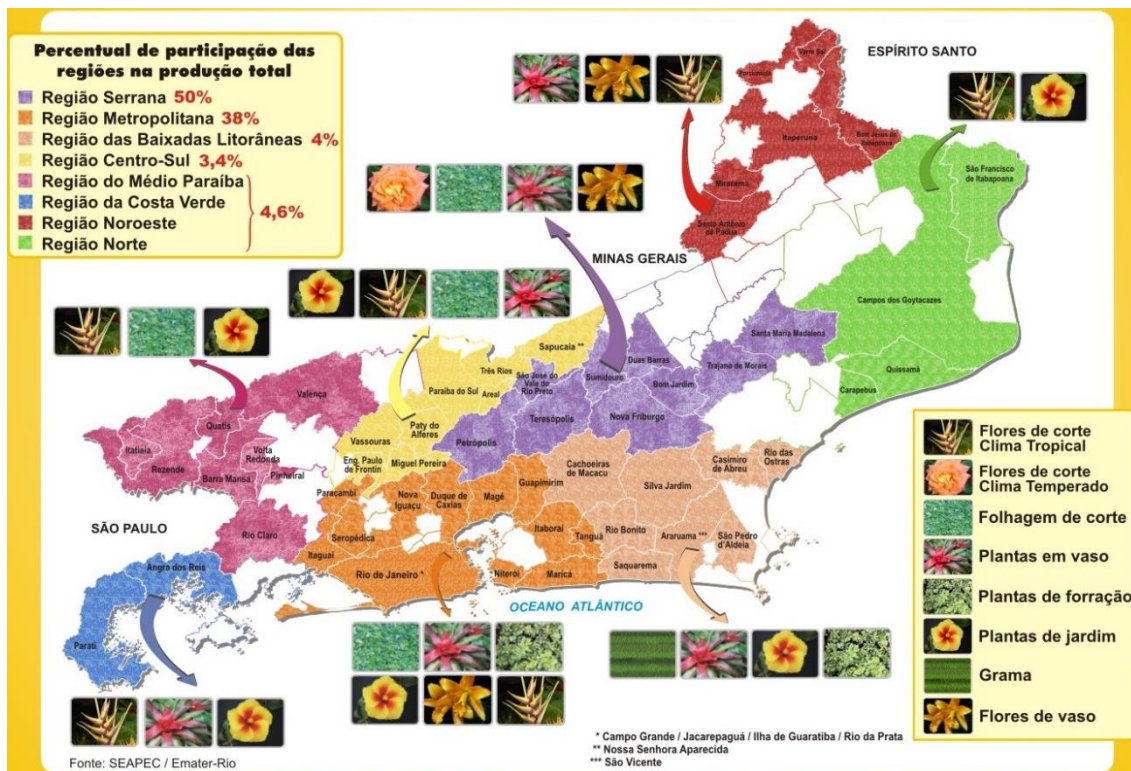 Percentual de participação das
regiões na produção total
Região Serrana 50%
Região Metropolitana 38%
Região das Baixadas Litorâneas 4%
Região Centro-Sul 3,4%
Região do Médio Paraíba
Região da Costa Verde
Região Noroeste
Região Norte
4,6%
ESPÍRITO SANTO
Varre Sai
Porciúncula
Itaperuna
Bom Jesus do
Itabapoana
Miracema
Santo Antônio
de Pádua
São Francisco
de Itabapoana
MINAS GERAIS
Campos dos Goytacazes
Quissamã
Carapebus
Santa Maria Madalena
Trajano de Morais
Duas Barras
Sumidouro
Bom Jardim
Nova Friburgo
São José do
Vale do
Rio Preto
Teresópolis
Petrópolis
Sapucaia **
Três Rios
Paraíba do Sul
Areal
Paty do
Alferes
Vassouras
Eng. Paulo
de Frontin
Miguel Pereira
Valença
Quatis
Itatiaia
Rezende
Volta
Redonda
Barra Mansa
Pinheiral
Rio Claro
SÃO PAULO
Angra dos Reis
Parati
Paracambi
Nova
Iguaçu
Duque de
Caxias
Magé
Guapimirim
Seropédica
Itaguaí
Rio de Janeiro *
Niterói
Itaboraí
Tanguá
Maricá
Cachoeiras
de Macacu
Casimiro
de Abreu
Rio das
Ostras
Silva Jardim
Rio Bonito
Araruama ***
São Pedro
d'Aldeia
Saquarema
OCEANO ATLÂNTICO
Flores de corte
Clima Tropical
Flores de corte
Clima Temperado
Folhagem de corte
Plantas em vaso
Plantas de forração
Plantas de jardim
Grama
Flores de vaso
* Campo Grande / Jacarepaguá / Ilha de Guaratiba / Rio da Prata
** Nossa Senhora Aparecida
*** São Vicente
Fonte: SEAPEC / Emater-Rio